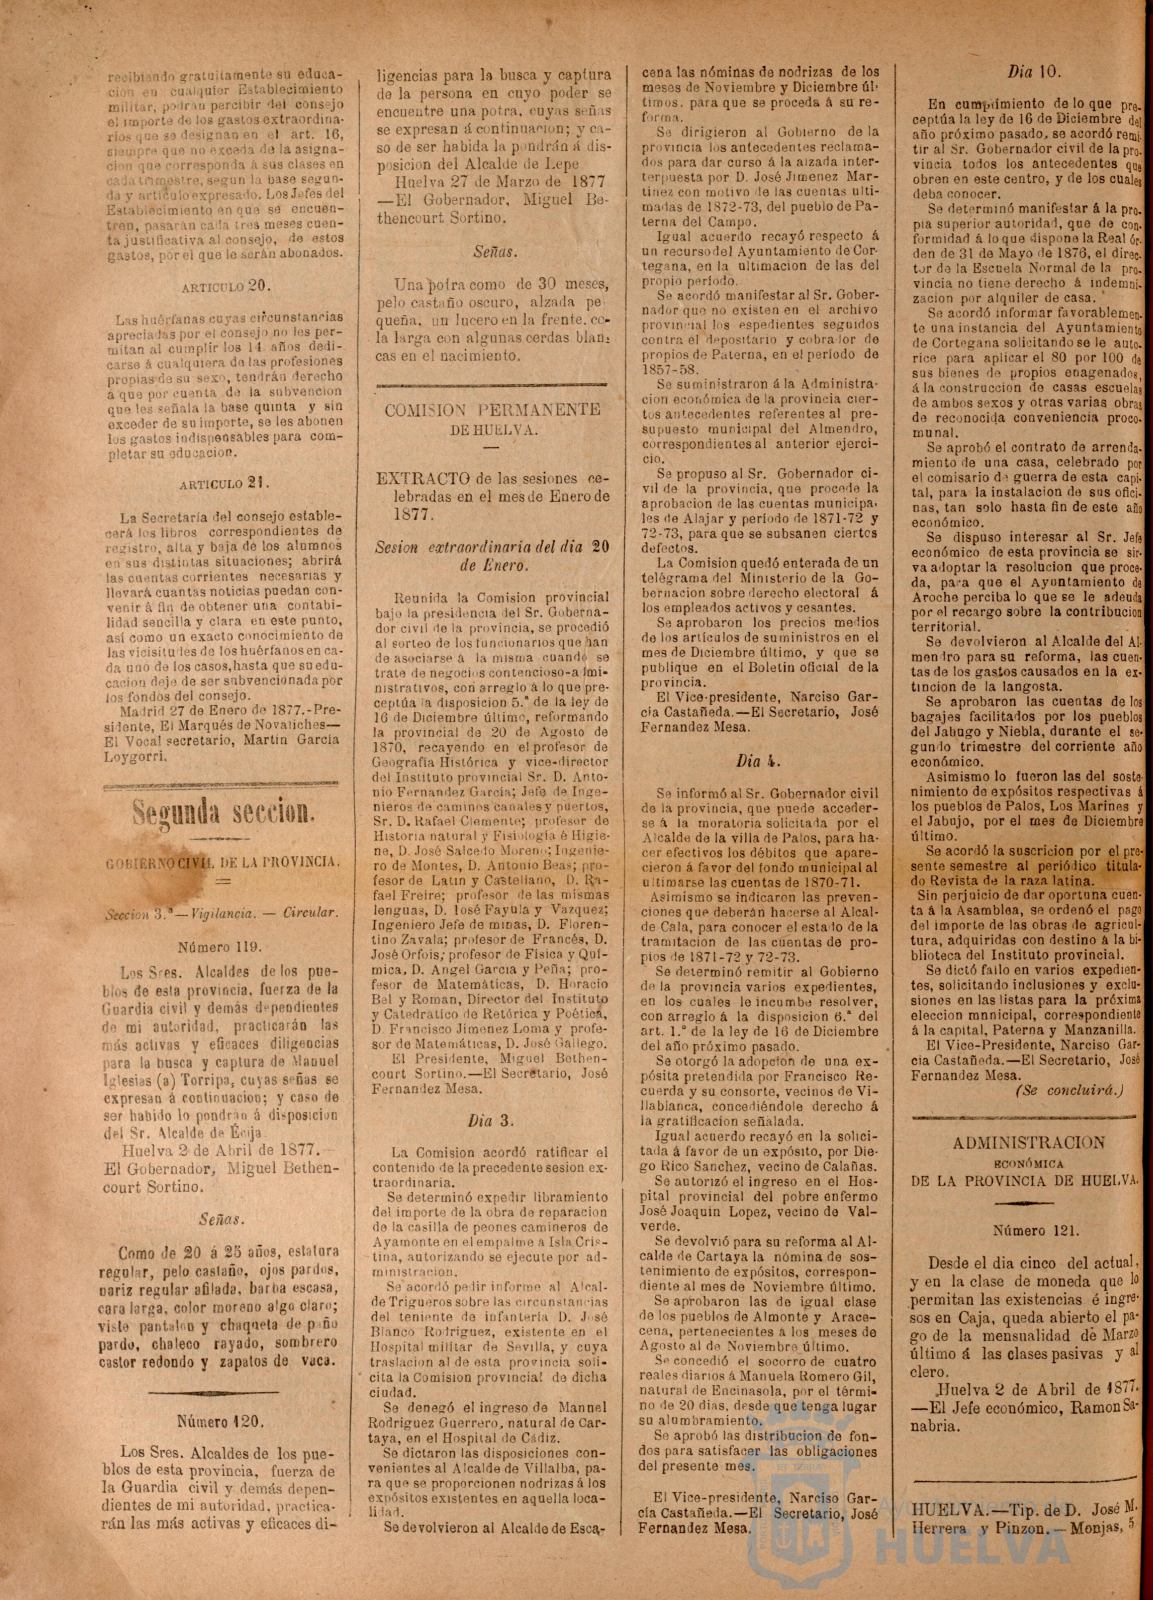 recibiendo gratuitamente su educa-
cion en cualquier Establecimiento
militar, podran percibir del consejo
el importe de los gastos extraordina-
rios que se designan en el art. 16,
siempre que no exceda de la asigna-
cion que corresponda á sus clases en
cada trimestre, segun la base segun-
da y artículo expresado. Los Jefes del
Establecimiento en que se encuen-
tren, pasarán cada tres meses cuen-
ta justificativa al consejo, de estos
gastos, por el que le serán abonados.
ARTICULO 20.
Las huérfanas cuyas circunstancias
apreciadas por el consejo no les per-
mitan al cumplir los 14 años dedi-
carse á cualquiera de las profesiones
propias de su sexo, tendrán derecho
á que por cuenta de la subvencion
que les señala la base quinta y sin
exceder de su importe, se les abonen
los gastos indispensables para com-
pletar su educacion.
ARTICULO 21.
La Secretaría del consejo estable-
cerá los libros correspondientes de
registro, alta y baja de los alumnos
en sus distintas situaciones; abrirá
las cuentas corrientes necesarias y
llevará cuantas noticias puedan con-
venir á fin de obtener una contabi-
lidad sencilla y clara en este punto,
así como un exacto conocimiento de
las vicisitudes de los huérfanos en ca-
da uno de los casos, hasta que su edu-
cacion deje de ser subvencionada por
los fondos del consejo.
Madrid 27 de Enero de 1877.-Pre-
sidente, El Marqués de Novaliches—
El Vocal secretario, Martin García
Loygorri.
Segunda seccion.
GOBIERNO CIVIL DE LA PROVINCIA.
Seccion 3.ª—Vigilancia. — Circular.
Número 119.
Los Sres. Alcaldes de los pue-
blos de esta provincia, fuerza de la
Guardia civil y demás dependientes
de mi autoridad, practicarán las
más activas y eficaces diligencias
para la busca y captura de Manuel
Iglesias (a) Torripa, cuyas señas se
expresan á continuacion; y caso de
ser habido lo pondrán á disposicion
del Sr. Alcalde de Écija.
Huelva 2 de Abril de 1877.—
El Gobernador, Miguel Bethen-
court Sortino.
Señas.
Como de 20 á 25 años, estatura
regular, pelo castaño, ojos pardos,
nariz regular afilada, barba escasa,
cara larga, color moreno algo claro;
viste pantalon y chaqueta de paño
pardo, chaleco rayado, sombrero
castor redondo y zapatos de vaca.
Número 120.
Los Sres. Alcaldes de los pue-
blos de esta provincia, fuerza de
la Guardia civil y demás depen-
dientes de mi autoridad, practica-
rán las más activas y eficaces di-
ligencias para la busca y captura
de la persona en cuyo poder se
encuentre una potra, cuyas señas
se expresan á continuacion; y ca-
so de ser habida la pondrán á dis-
posicion del Alcalde de Lepe.
Huelva 27 de Marzo de 1877
—El Gobernador, Miguel Be-
thencourt Sortino.
Señas.
Una potra como de 30 meses,
pelo castaño oscuro, alzada pe
queña, un lucero en la frente, co-
la larga con algunas cerdas blan-
cas en el nacimiento.
COMISION PERMANENTE
DE HUELVA.
EXTRACTO de las sesiones ce-
lebradas en el mes de Enero de
1877.
Sesion extraordinaria del dia 20
de Enero.
Reunida la Comision provincial
bajo la presidencia del Sr. Goberna-
dor civil de la provincia, se procedió
al sorteo de los funcionarios que han
de asociarse á la misma cuando se
trate de negocios contencioso-admi-
nistrativos, con arreglo á lo que pre-
ceptúa la disposicion 5.ª de la ley de
16 de Diciembre último, reformando
la provincial de 20 de Agosto de
1870, recayendo en el profesor de
Geografía Histórica y vice-director
del Instituto provincial Sr. D. Anto-
nio Fernandez García; Jefe de Inge-
nieros de caminos canales y puertos,
Sr. D. Rafael Clemente; profesor de
Historia natural y Fisiología é Higie-
ne, D. José Salcedo Moreno; Ingenie-
ro de Montes, D. Antonio Beas; pro-
fesor de Latin y Castellano, D. Ra-
fael Freire; profesor de las mismas
lenguas, D. José Fayula y Vazquez;
Ingeniero Jefe de minas, D. Floren-
tino Zavala; profesor de Francés, D.
José Orfois; profesor de Física y Quí-
mica, D. Angel García y Peña; pro-
fesor de Matemáticas, D. Horacio
Bel y Roman, Director del Instituto
y Catedrático de Retórica y Poética,
D. Francisco Jimenez Loma y profe-
sor de Matemáticas, D. José Gallego.
El Presidente, Miguel Bethen-
court Sortino.—El Secretario, José
Fernandez Mesa.
Dia 3.
La Comision acordó ratificar el
contenido de la precedente sesion ex-
traordinaria.
Se determinó expedir libramiento
del importe de la obra de reparacion
de la casilla de peones camineros de
Ayamonte en el empalme á Isla Cris-
tina, autorizando se ejecute por ad-
ministracion.
Se acordó pedir informe al Alcal-
de Trigueros sobre las circunstancias
del teniente de infantería D. José
Blanco Rodriguez, existente en el
Hospital militar de Sevilla, y cuya
traslacion al de esta provincia soli-
cita la Comision provincial de dicha
ciudad.
Se denegó el ingreso de Manuel
Rodriguez Guerrero, natural de Car-
taya, en el Hospital de Cádiz.
Se dictaron las disposiciones con-
venientes al Alcalde de Villalba, pa-
ra que se proporcionen nodrizas á los
expósitos existentes en aquella loca-
lidad.
Se devolvieron al Alcalde de Esca-
cena las nóminas de nodrizas de los
meses de Noviembre y Diciembre úl-
timos. para que se proceda á su re-
forma.
Se dirigieron al Gobierno de la
provincia los antecedentes reclama-
dos para dar curso á la alzada inter-
terpuesta por D. José Jimenez Mar-
tinez con motivo de las cuentas ulti-
madas de 1872-73, del pueblo de Pa-
terna del Campo.
Igual acuerdo recayó respecto á
un recurso del Ayuntamiento de Cor-
tegana, en la ultimacion de las del
propio período.
Se acordó manifestar al Sr. Gober-
nador que no existen en el archivo
provincial los espedientes seguidos
contra el depositario y cobrador de
propios de Paterna, en el período de
1857-58.
Se suministraron á la Administra-
cion económica de la provincia cier-
tos antecedentes referentes al pre-
supuesto municipal del Almendro,
correspondientes al anterior ejerci-
cio.
Se propuso al Sr. Gobernador ci-
vil de la provincia, que procede la
aprobacion de las cuentas municipa-
les de Alajar y período de 1871-72 y
72-73, para que se subsanen ciertos
defectos.
La Comision quedó enterada de un
telégrama del Ministerio de la Go-
bernacion sobre derecho electoral á
los empleados activos y cesantes.
Se aprobaron los precios medios
de los artículos de suministros en el
mes de Diciembre último, y que se
publique en el Boletin oficial de la
provincia.
El Vice-presidente, Narciso Gar-
cía Castañeda.—El Secretario, José
Fernandez Mesa.
Dia 4.
Se informó al Sr. Gobernador civil
de la provincia, que puede acceder-
se á la moratoria solicitada por el
Alcalde de la villa de Palos, para ha-
cer efectivos los débitos que apare-
cieron á favor del fondo municipal al
ultimarse las cuentas de 1870-71.
Asimismo se indicaron las preven-
ciones que deberán hacerse al Alcal-
de Cala, para conocer el estado de la
tramitacion de las cuentas de pro-
pios de 1871-72 y 72-73.
Se determinó remitir al Gobierno
de la provincia varios expedientes,
en los cuales le incumbe resolver,
con arreglo á la disposicion 6.ª del
art. 1.º de la ley de 16 de Diciembre
del año próximo pasado.
Se otorgó la adopcion de una ex-
pósita pretendida por Francisco Re-
cuerda y su consorte, vecinos de Vi-
llablanca, concediéndole derecho á
la gratificacion señalada.
Igual acuerdo recayó en la solici-
tada á favor de un expósito, por Die-
go Rico Sanchez, vecino de Calañas.
Se autorizó el ingreso en el Hos-
pital provincial del pobre enfermo
José Joaquin Lopez, vecino de Val-
verde.
Se devolvió para su reforma al Al-
calde de Cartaya la nómina de sos-
tenimiento de expósitos, correspon-
diente al mes de Noviembre último.
Se aprobaron las de igual clase
de los pueblos de Almonte y Arace-
cena, pertenecientes á los meses de
Agosto al de Noviembre último.
Se concedió el socorro de cuatro
reales diarios á Manuela Romero Gil,
natural de Encinasola, por el térmi-
no de 20 dias, desde que tenga lugar
su alumbramiento.
Se aprobó las distribucion de fon-
dos para satisfacer las obligaciones
del presente mes.
El Vice-presidente, Narciso Gar-
cía Castañeda.—El Secretario, José
Fernandez Mesa.
Dia 10.
En cumpimiento de lo que pre-
ceptúa la ley de 16 de Diciembre del
año próximo pasado, se acordó remi-
tir al Sr. Gobernador civil de la pro-
vincia todos los antecedentes que
obren en este centro, y de los cuales
deba conocer.
Se determinó manifestar á la pro-
pia superior autoridad, que de con-
formidad á lo que dispone la Real ór-
den de 31 de Mayo de 1876, el direc-
tor de la Escuela Normal de la pro-
vincia no tiene derecho á indemni-
zacion por alquiler de casa.
Se acordó informar favorablemen-
te una instancia del Ayuntamiento
de Cortegana solicitando se le auto-
rice para aplicar el 80 por 100 de
sus bienes de propios enagenados,
á la construccion de casas escuelas
de ambos sexos y otras varias obras
de reconocida conveniencia proco-
munal.
Se aprobó el contrato de arrenda-
miento de una casa, celebrado por
el comisario de guerra de esta capi-
tal, para la instalacion de sus ofici-
nas, tan solo hasta fin de este año
económico.
Se dispuso interesar al Sr. Jefe
económico de esta provincia se sir-
va adoptar la resolucion que proce-
da, para que el Ayuntamiento de
Aroche perciba lo que se le adeuda
por el recargo sobre la contribucion
territorial.
Se devolvieron al Alcalde del Al-
mendro para su reforma, las cuen-
tas de los gastos causados en la ex-
tincion de la langosta.
Se aprobaron las cuentas de los
bagajes facilitados por los pueblos
del Jabugo y Niebla, durante el se-
gundo trimestre del corriente año
económico.
Asimismo lo fueron las del soste-
nimiento de expósitos respectivas á
los pueblos de Palos, Los Marines y
el Jabujo, por el mes de Diciembre
último.
Se acordó la suscricion por el pre-
sente semestre al periódico titula-
do Revista de la raza latina.
Sin perjuicio de dar oportuna cuen-
ta á la Asamblea, se ordenó el pago
del importe de las obras de agricul-
tura, adquiridas con destino á la bi-
blioteca del Instituto provincial.
Se dictó fallo en varios expedien-
tes, solicitando inclusiones y exclu-
siones en las listas para la próxima
eleccion mnnicipal, correspondiente
á la capital, Paterna y Manzanilla.
El Vice-Presidente, Narciso Gar-
cia Castañeda.—El Secretario, José
Fernandez Mesa.
(Se concluirá.)
ADMINISTRACION
ECONÓMICA
DE LA PROVINCIA DE HUELVA.
Número 121.
Desde el dia cinco del actual,
y en la clase de moneda que lo
permitan las existencias é ingre-
sos en Caja, queda abierto el pa-
go de la mensualidad de Marzo
último á las clases pasivas y al
clero.
Huelva 2 de Abril de 1877.
—El Jefe económico, Ramon Sa-
nabria.
HUELVA.—Tip. de D. José M.
Herrera y Pinzon.—Monjas, 5
HUELVA